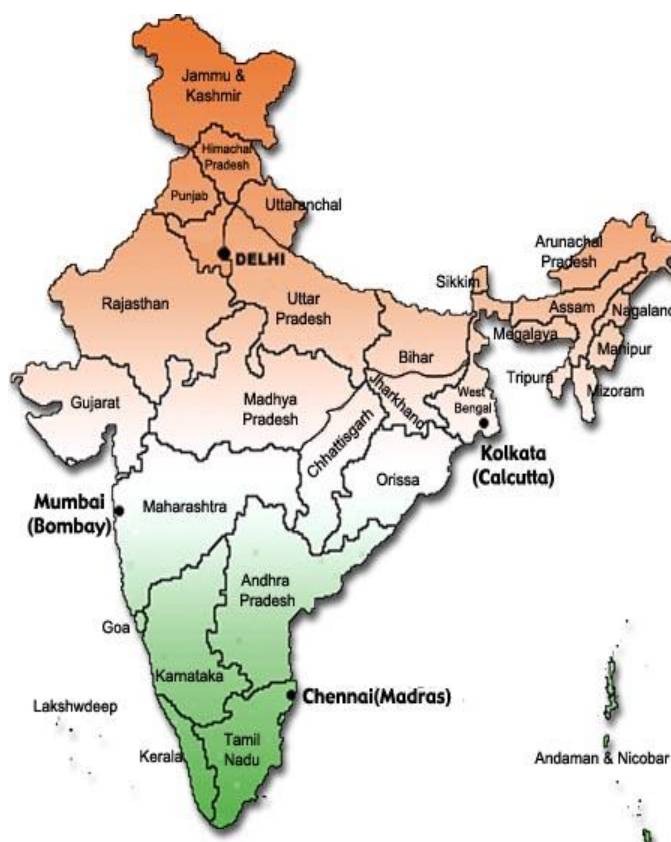 Jammu &
Kashmir
Himachal
Pradesh
Punjab
Uttaranchal
DELHI
Rajasthan
Uttar
Pradesh
Bihar
Sikkim
Arunachal
Pradesh
Assam
Nagaland
Megalaya
Manipur
Tripura
Mizoram
Gujarat
Madhya
Pradesh
Jharkhand
West
Bengal
Chhattisgarh
Kolkata
(Calcutta)
Orissa
Mumbai
(Bombay)
Maharashtra
Andhra
Pradesh
Goa
Karnataka
Chennai(Madras)
Lakshwdeep
Kerala
Tamil
Nadu
Andaman & Nicobar